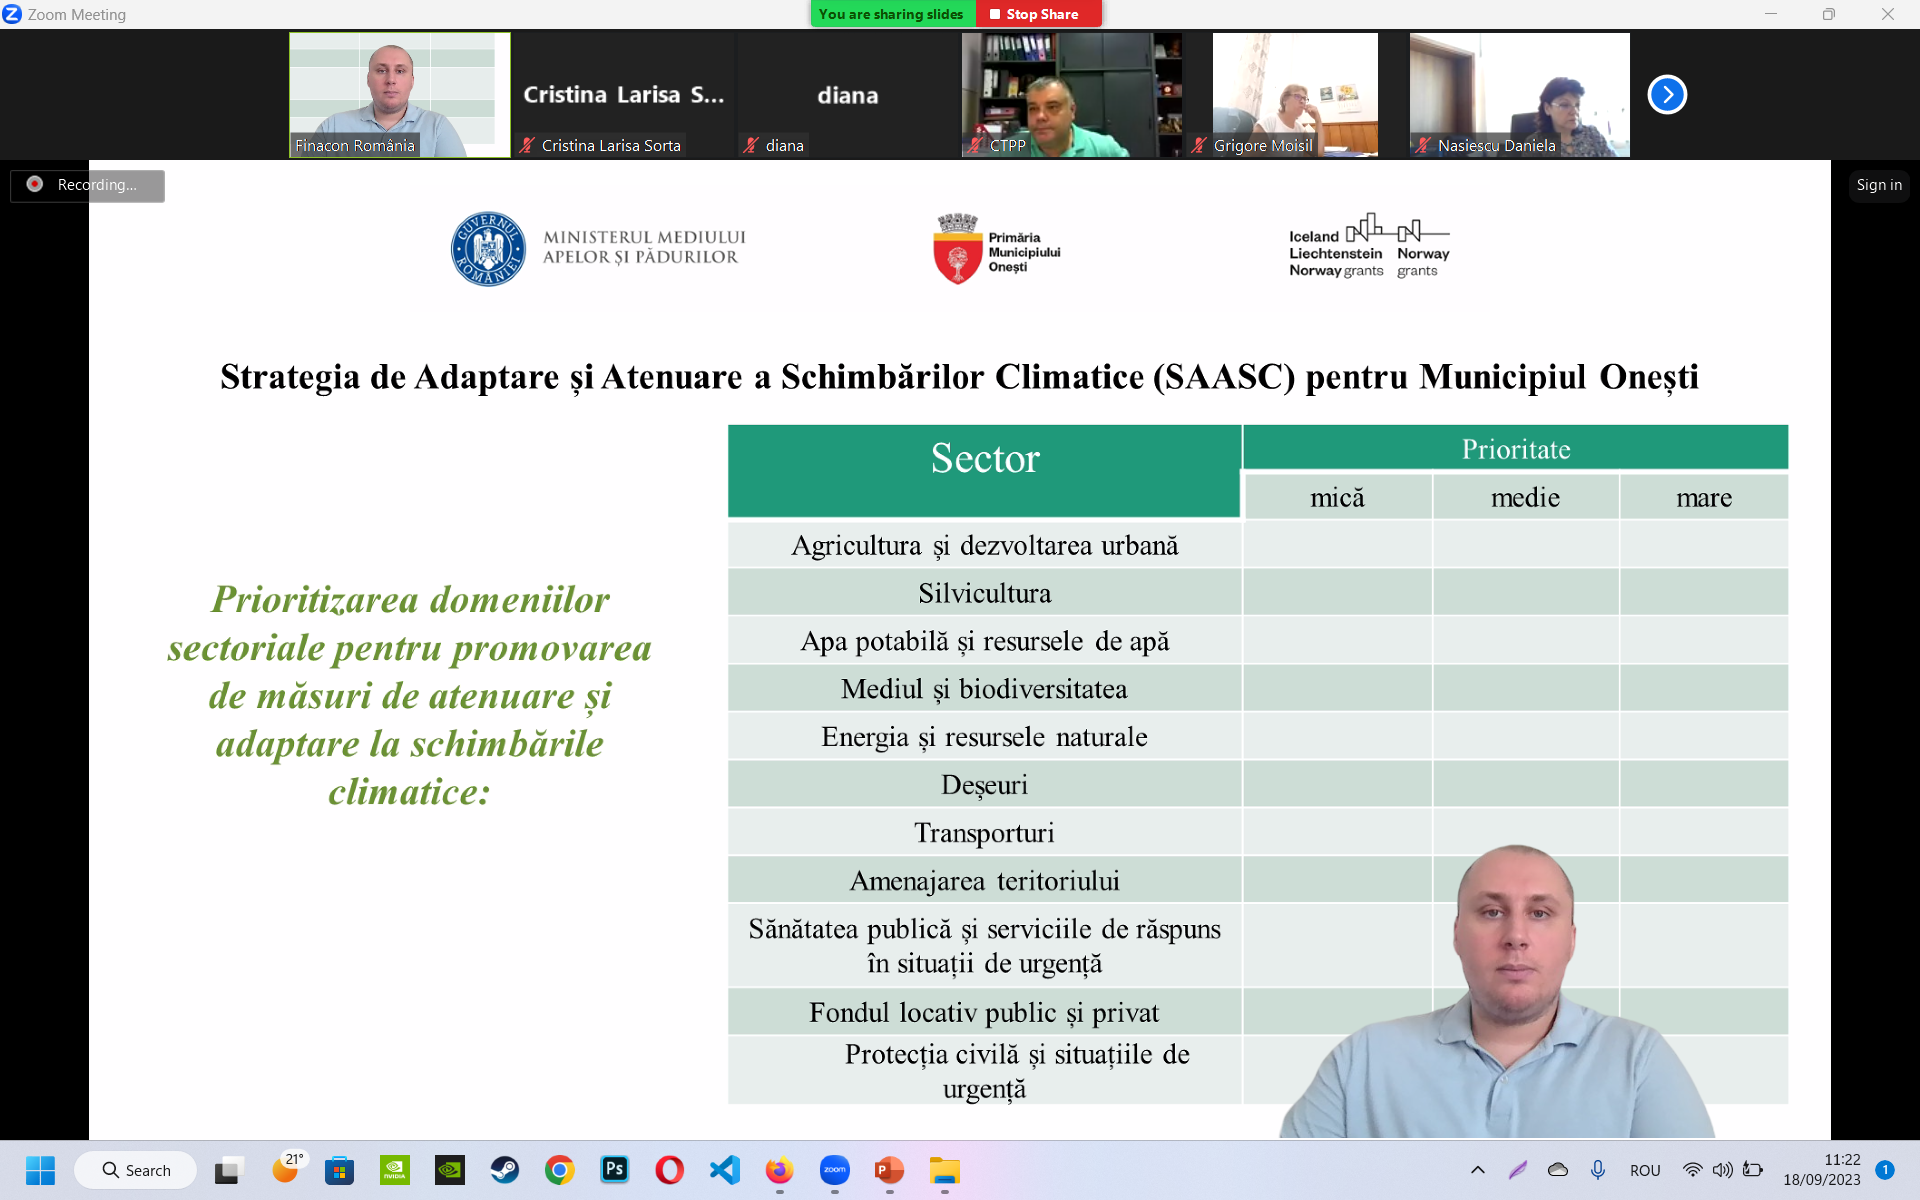 Zoom Meeting
You are sharing slides
Stop Share
Cristina Larisa S...
diana
Finacon România
Cristina Larisa Sorta
diana
CTPP
Grigore Moisil
Nasiescu Daniela
Recording...
Sign in
GUVERNUL ROMÂNIEI
MINISTERUL MEDIULUI
APELOR ȘI PĂDURILOR
Primăria
Municipiului
Onești
Iceland
Liechtenstein
Norway grants
Norway
grants
Strategia de Adaptare și Atenuare a Schimbărilor Climatice (SAASC) pentru Municipiul Onești
Prioritizarea domeniilor
sectoriale pentru promovarea
de măsuri de atenuare și
adaptare la schimbările
climatice:
Sector
Prioritate
mică medie mare
Agricultura și dezvoltarea urbană
Silvicultura
Apa potabilă și resursele de apă
Mediul și biodiversitatea
Energia și resursele naturale
Deșeuri
Transporturi
Amenajarea teritoriului
Sănătatea publică și serviciile de răspuns
în situații de urgență
Fondul locativ public și privat
Protecția civilă și situațiile de
urgență
Search
21°
NVIDIA
Ps
zoom
P
ROU
11:22
18/09/2023
1